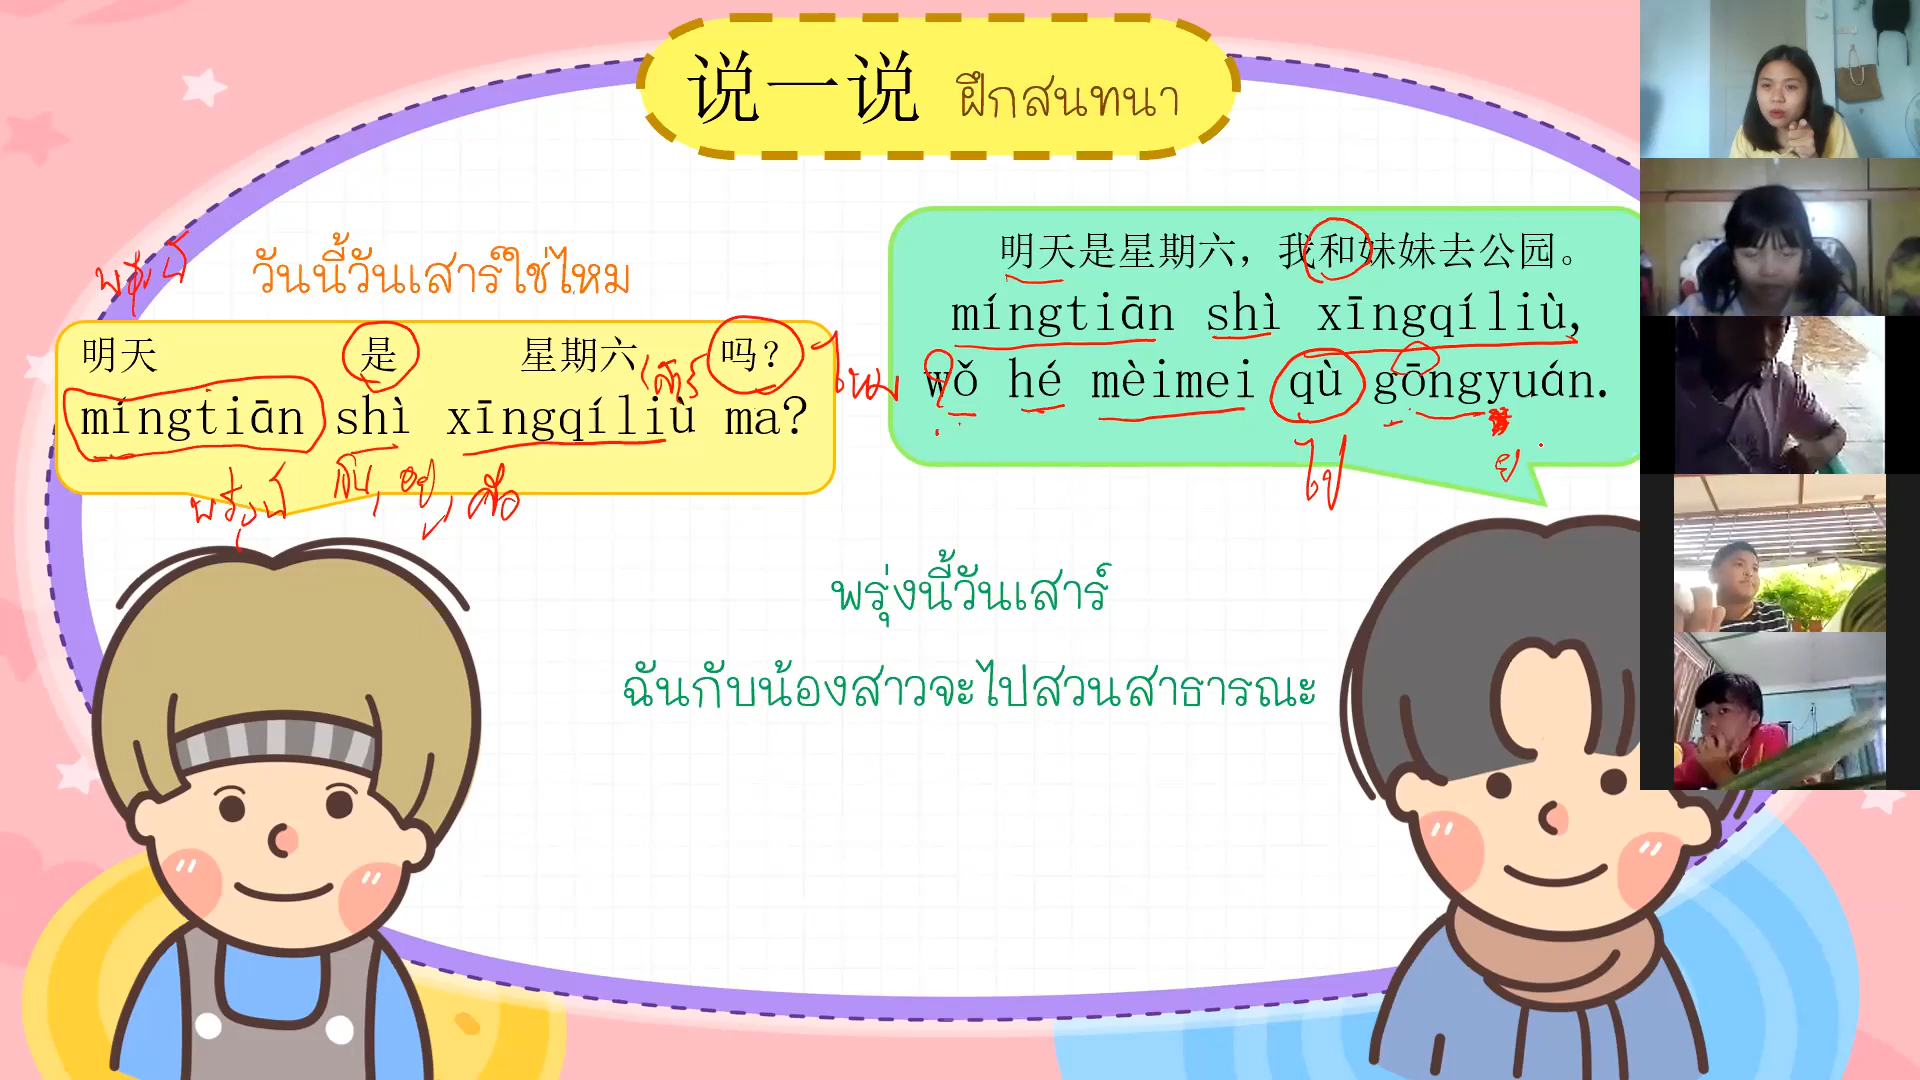 说一说 ฝึกสนทนา
วันนี้วันเสาร์ใช่ไหม
พรุ่งนี้
明天 是 星期六 吗?
เสาร์
ไหม
míngtiān shì xīngqíliù ma?
พรุ่งนี้ เป็น, อยู่, คือ
明天是星期六，我和妹妹去公园。
míngtiān shì xīngqíliù,
wǒ hé mèimei qù gōngyuán.
ไป
ย
พรุ่งนี้วันเสาร์
ฉันกับน้องสาวจะไปสวนสาธารณะ